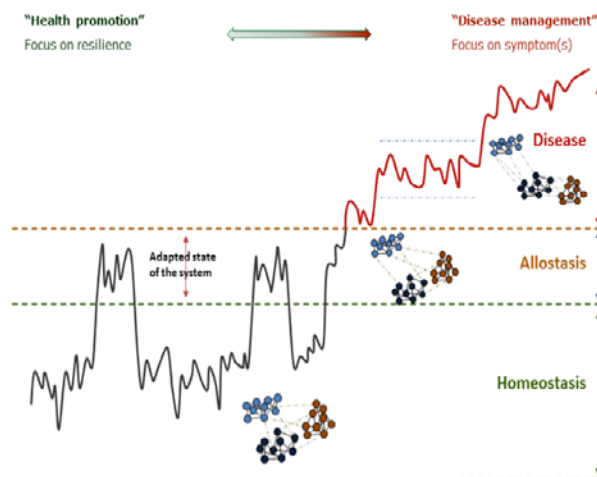 “Health promotion”
Focus on resilience
“Disease management”
Focus on symptom(s)
Disease
Adapted state
of the system
Allostasis
Homeostasis